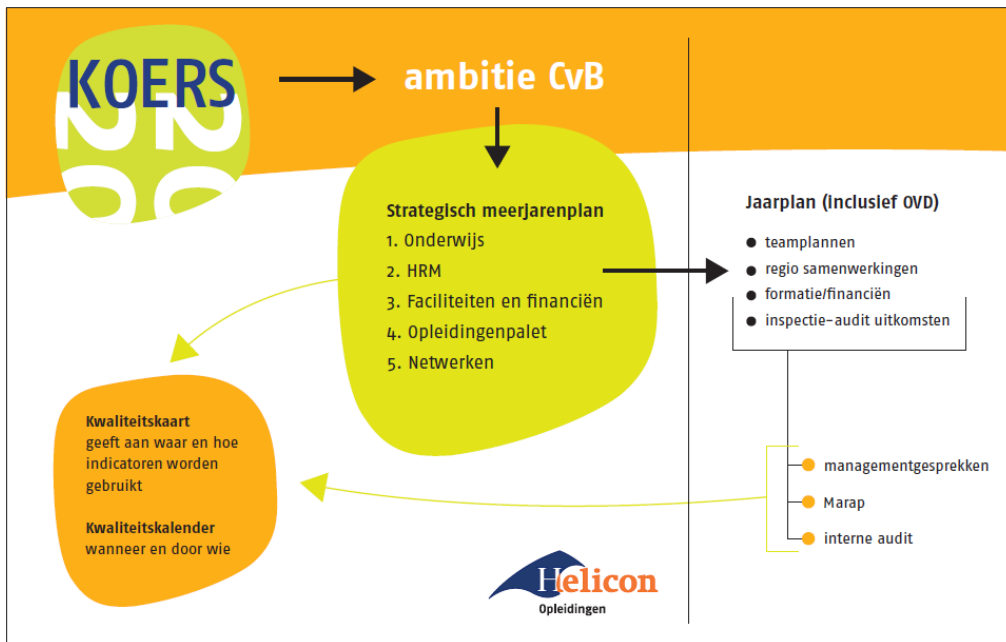 KOERS
20
20
ambitie CvB
Strategisch meerjarenplan
1. Onderwijs
2. HRM
3. Faciliteiten en financiën
4. Opleidingenpalet
5. Netwerken
Jaarplan (inclusief OVD)
● teamplannen
● regio samenwerkingen
● formatie/financiën
● inspectie-audit uitkomsten
Kwaliteitskaart
geeft aan waar en hoe
indicatoren worden
gebruikt
Kwaliteitskalender
wanneer en door wie
managementgesprekken
Marap
interne audit
Helicon
Opleidingen